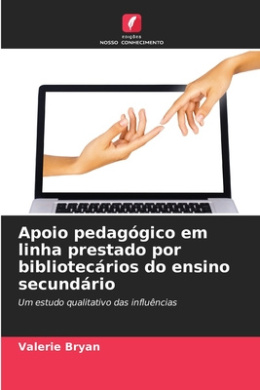 edições
NOSSO CONHECIMENTO
Apoio pedagógico em
linha prestado por
bibliotecários do ensino
secundário
Um estudo qualitativo das influências
Valerie Bryan